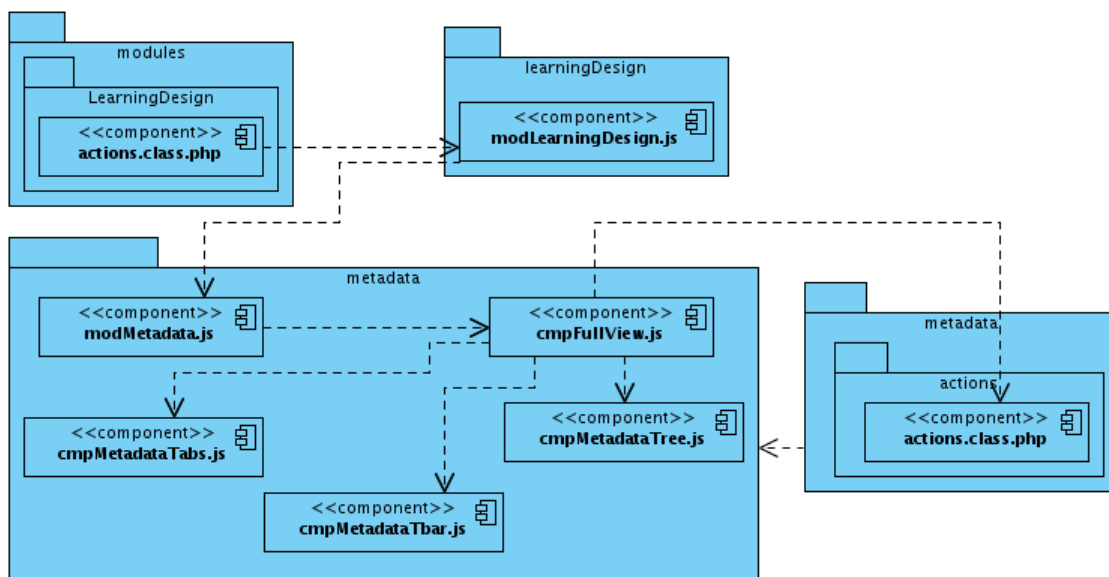 modules
LearningDesign
<<component>>
actions.class.php
learningDesign
<<component>>
modLearningDesign.js
metadata
<<component>>
modMetadata.js
<<component>>
cmpFullView.js
<<component>>
cmpMetadataTabs.js
<<component>>
cmpMetadataTree.js
<<component>>
cmpMetadataTbar.js
metadata
actions
<<component>>
actions.class.php